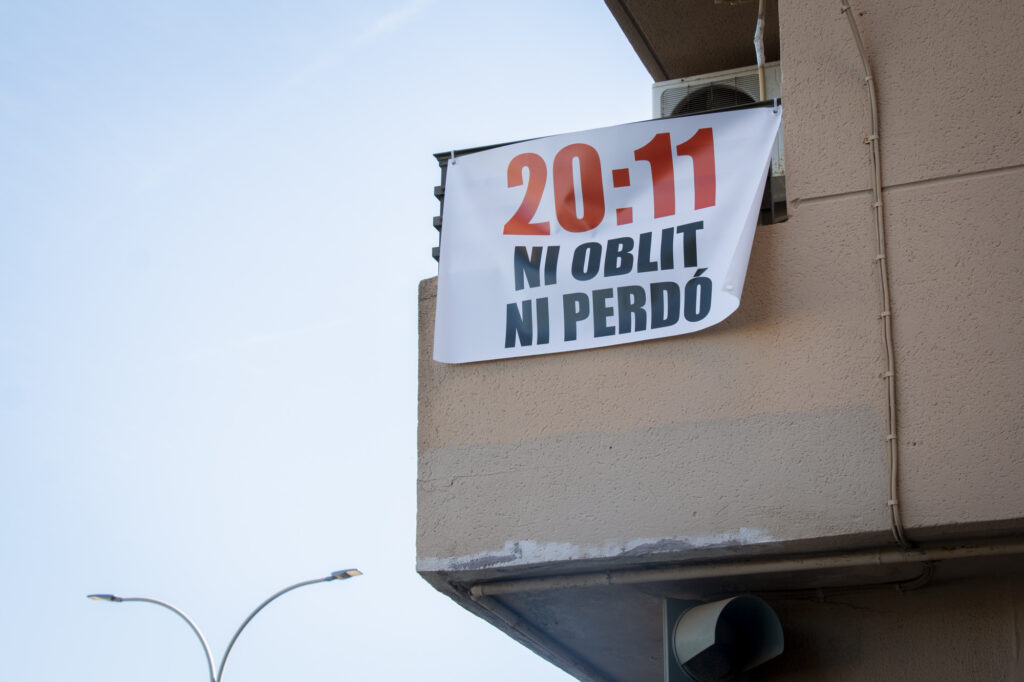 20:11
NI OBLIT
NI PERDÓ